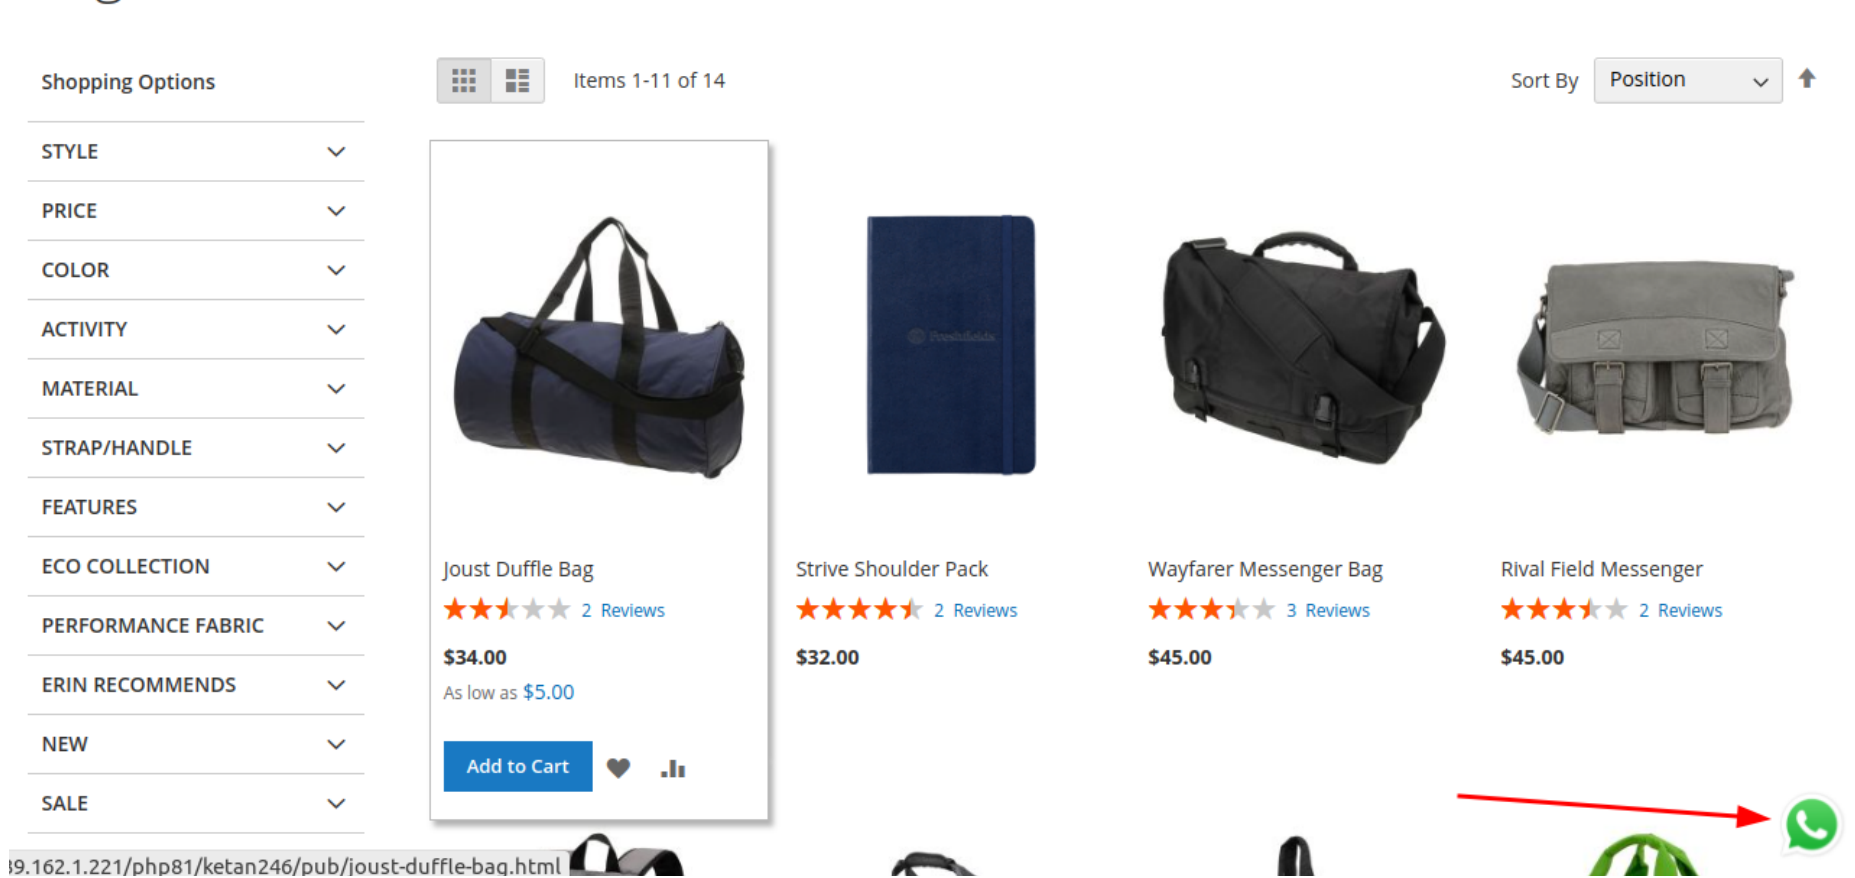 Shopping Options
Items 1-11 of 14
Sort By Position
STYLE
PRICE
COLOR
ACTIVITY
MATERIAL
STRAP/HANDLE
FEATURES
ECO COLLECTION
PERFORMANCE FABRIC
ERIN RECOMMENDS
NEW
SALE
Freshfields
Joust Duffle Bag
2 Reviews
$34.00
As low as $5.00
Add to Cart
Strive Shoulder Pack
2 Reviews
$32.00
Wayfarer Messenger Bag
3 Reviews
$45.00
Rival Field Messenger
2 Reviews
$45.00
39.162.1.221/php81/ketan246/pub/joust-duffle-bag.html